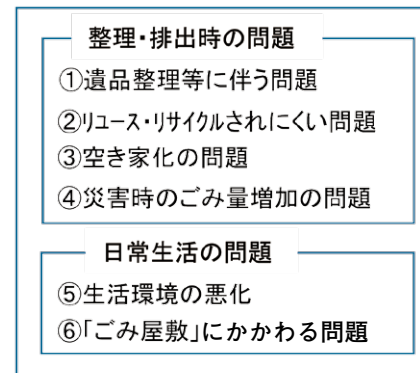 整理・排出時の問題
①遺品整理等に伴う問題
②リユース・リサイクルされにくい問題
③空き家化の問題
④災害時のごみ量増加の問題
日常生活の問題
⑤生活環境の悪化
⑥「ごみ屋敷」にかかわる問題